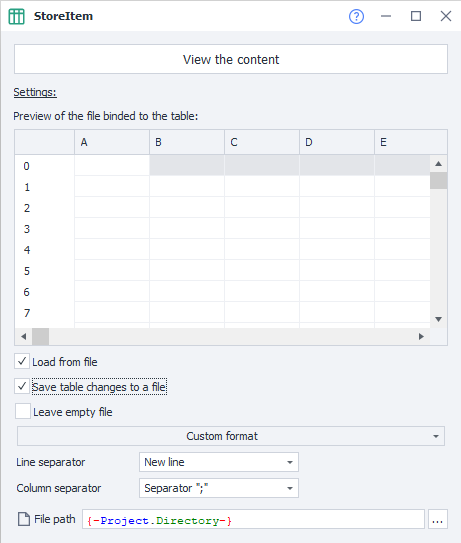 StoreItem
View the content
Settings:
Preview of the file binded to the table:
A B C D E
0
1
2
3
4
5
6
7
Load from file
Save table changes to a file
Leave empty file
Custom format
Line separator New line
Column separator Separator ";"
File path {-Project.Directory-} ...